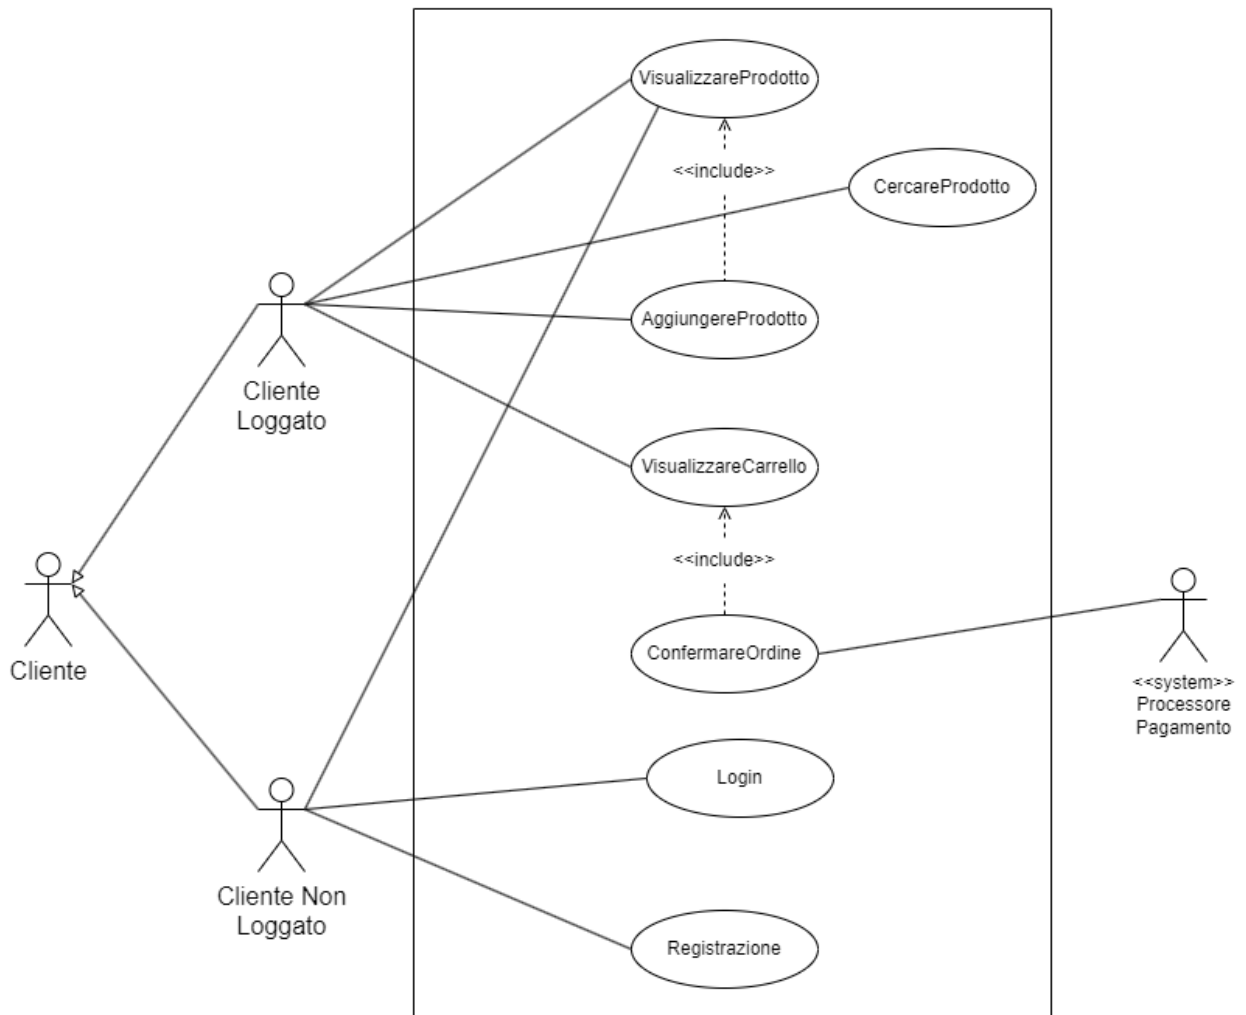 VisualizzareProdotto
<<include>>
CercareProdotto
AggiungereProdotto
Cliente
Loggato
VisualizzareCarrello
<<include>>
ConfermareOrdine
Cliente
<<system>>
Processore
Pagamento
Login
Cliente Non
Loggato
Registrazione